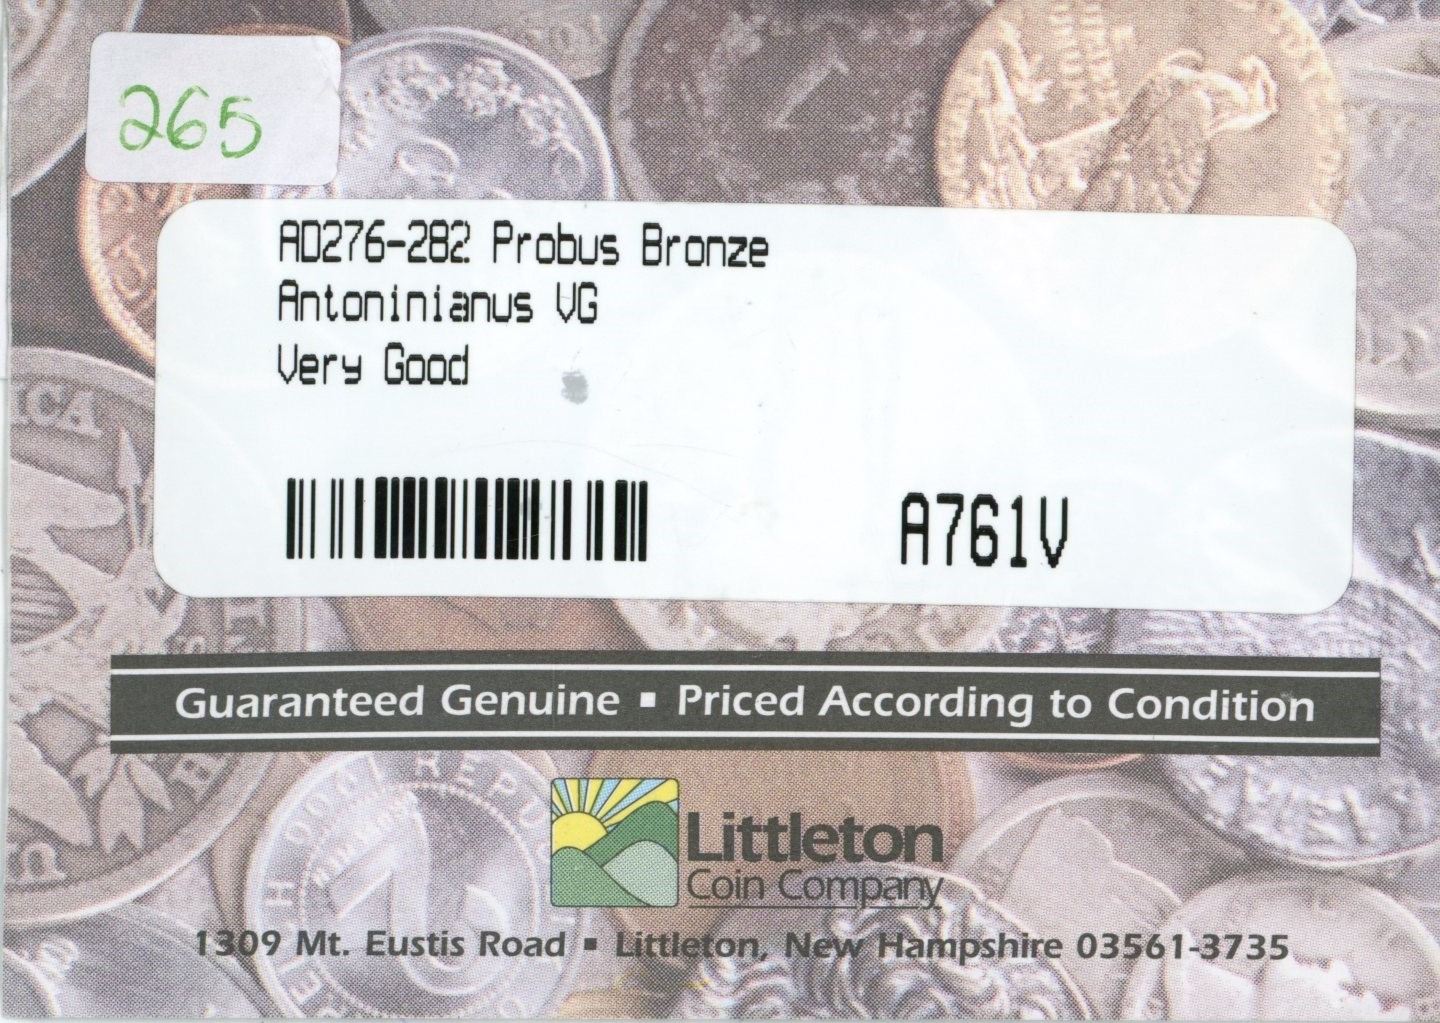 265
AD276-282 Probus Bronze
Antoninianus VG
Very Good
A761V
Guaranteed Genuine ▪ Priced According to Condition
Littleton
Coin Company
1309 Mt. Eustis Road ▪ Littleton, New Hampshire 03561-3735